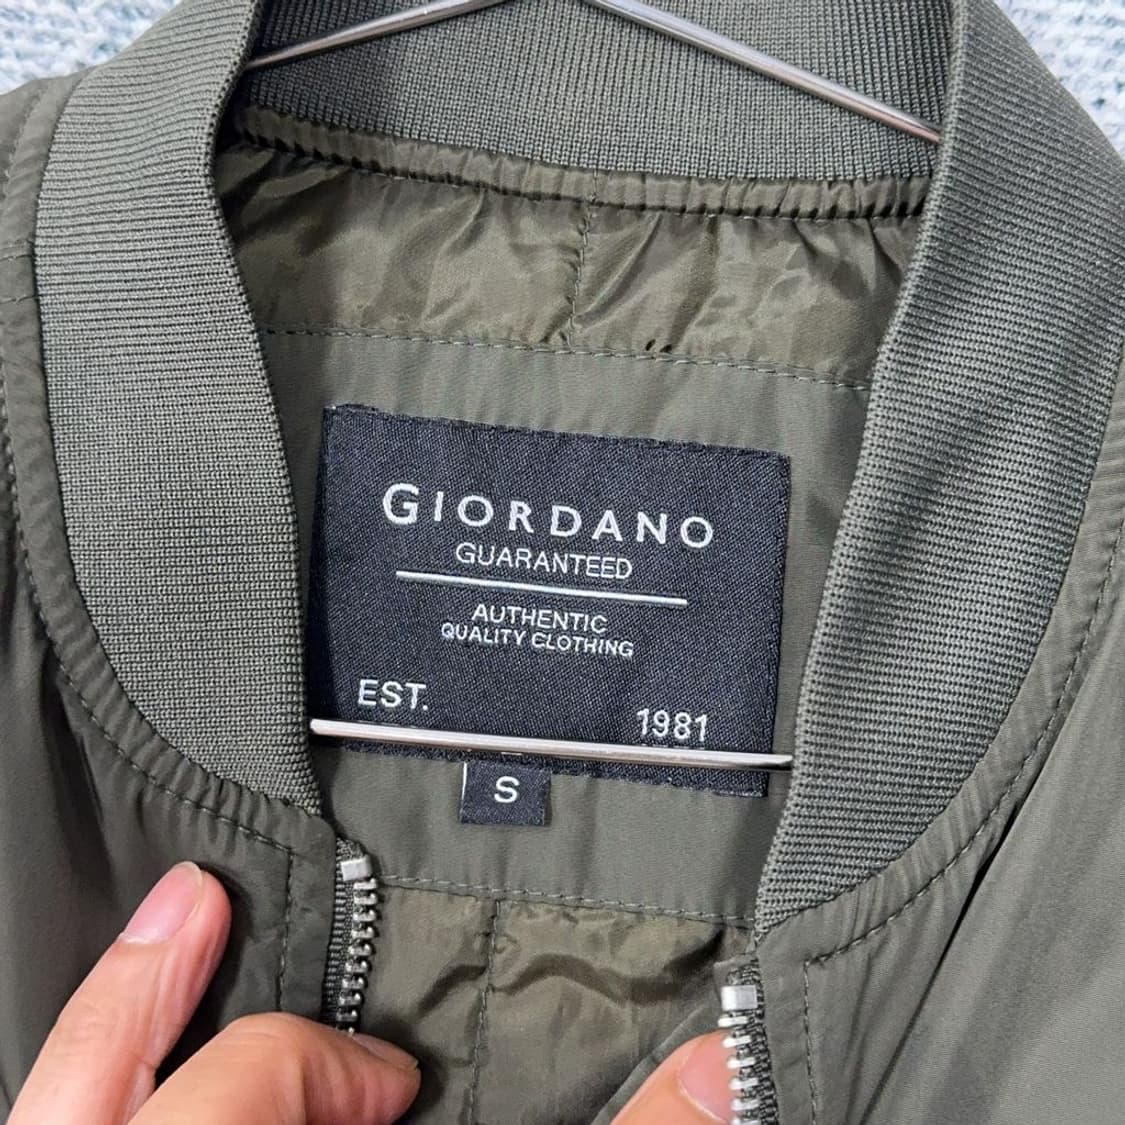 GIORDANO
GUARANTEED
AUTHENTIC
QUALITY CLOTHING
EST. 1981
S